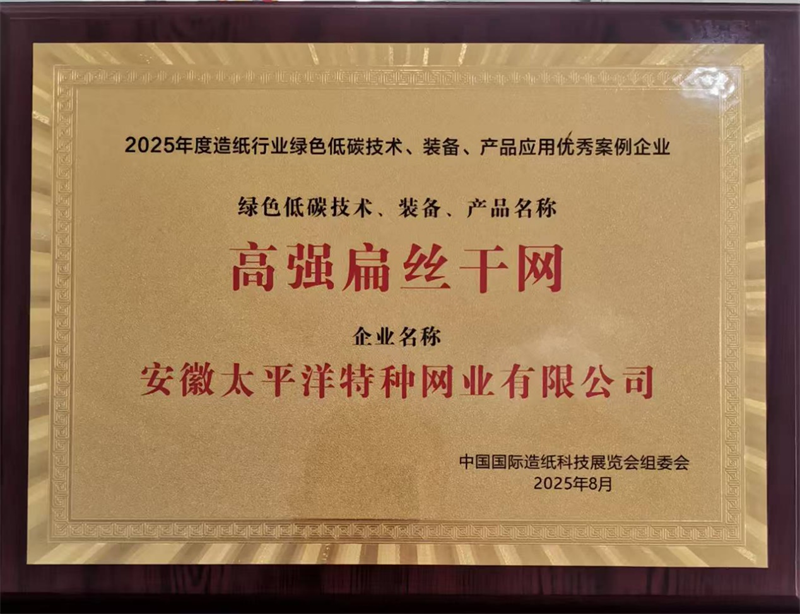 2025年度造纸行业绿色低碳技术、装备、产品应用优秀案例企业
绿色低碳技术、装备、产品名称
高强扁丝干网
企业名称
安徽太平洋特种网业有限公司
中国国际造纸科技展览会组委会
2025年8月